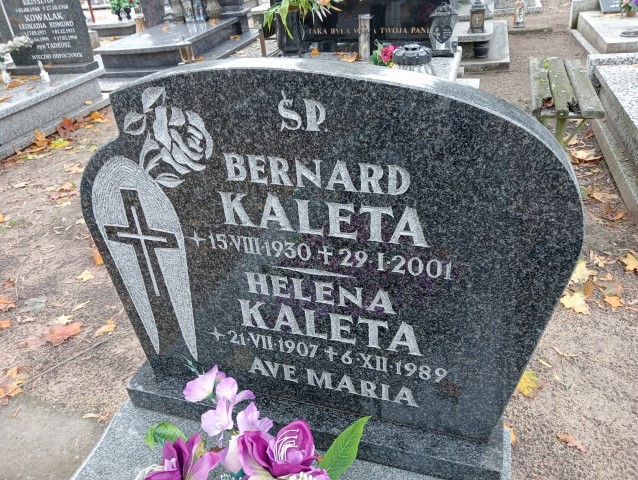 KOWALAK
TADEUSZ
TAKA BYŁA WOLA TWOJA PANIE
Ś.P.
BERNARD
KALETA
* 15·VIII·1930 + 29·I·2001
HELENA
KALETA
* 21·VII·1907 + 6·XII·1989
AVE MARIA